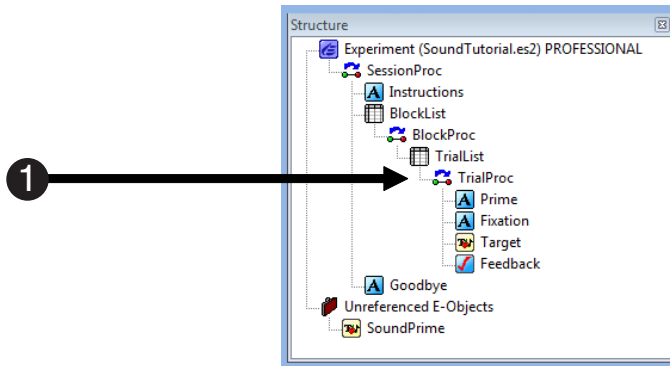 Structure
Experiment (SoundTutorial.es2) PROFESSIONAL
SessionProc
Instructions
BlockList
BlockProc
TrialList
1
TrialProc
Prime
Fixation
Target
Feedback
Goodbye
Unreferenced E-Objects
SoundPrime